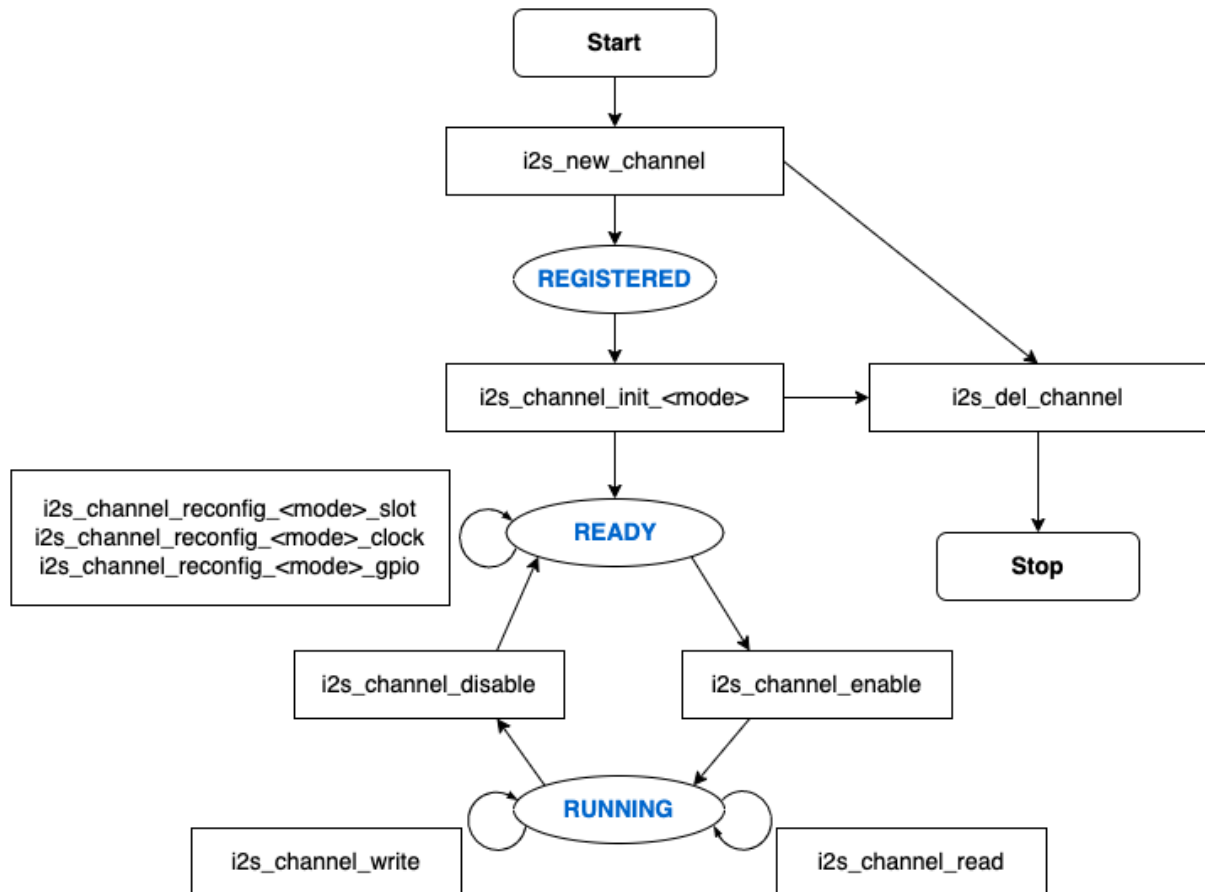 Start
i2s_new_channel
REGISTERED
i2s_channel_init_<mode>
i2s_del_channel
i2s_channel_reconfig_<mode>_slot
i2s_channel_reconfig_<mode>_clock
i2s_channel_reconfig_<mode>_gpio
READY
Stop
i2s_channel_disable
i2s_channel_enable
RUNNING
i2s_channel_write
i2s_channel_read